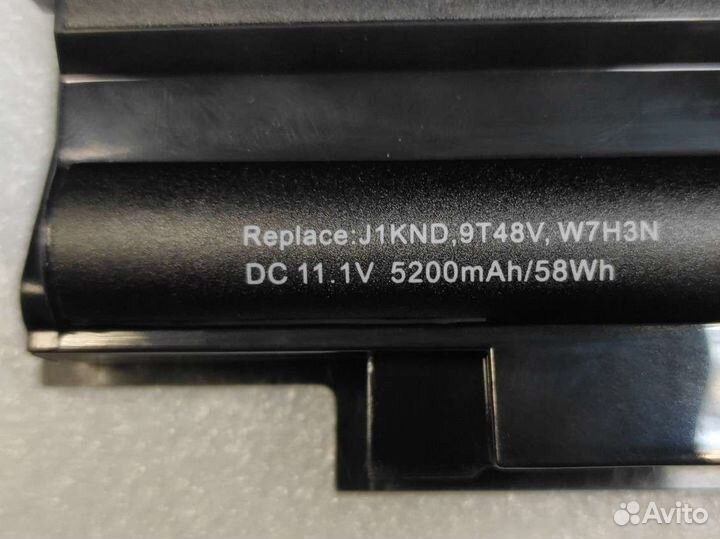 Replace:J1KND,9T48V, W7H3N
DC 11.1V 5200mAh/58Wh
Avito